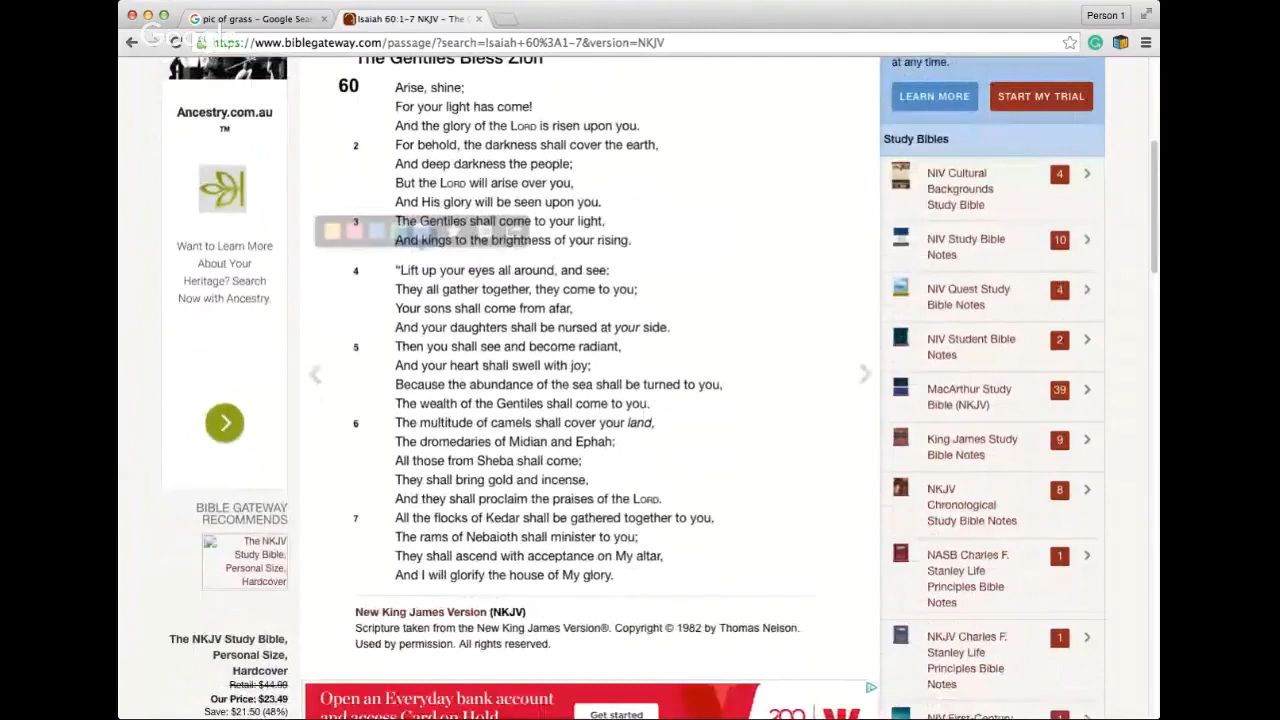 pic of grass – Google Sea
Isaiah 60:1-7 NKJV – The
Person 1
Google
https://www.biblegateway.com/passage/?search=Isaiah+60%3A1-7&version=NKJV
The Gentiles Bless Zion
60 Arise, shine;
For your light has come!
And the glory of the LORD is risen upon you.
2 For behold, the darkness shall cover the earth,
And deep darkness the people;
But the LORD will arise over you,
And His glory will be seen upon you.
3 The Gentiles shall come to your light,
And kings to the brightness of your rising.
4 “Lift up your eyes all around, and see:
They all gather together, they come to you;
Your sons shall come from afar,
And your daughters shall be nursed at your side.
5 Then you shall see and become radiant,
And your heart shall swell with joy;
Because the abundance of the sea shall be turned to you,
The wealth of the Gentiles shall come to you.
6 The multitude of camels shall cover your land,
The dromedaries of Midian and Ephah;
All those from Sheba shall come;
They shall bring gold and incense,
And they shall proclaim the praises of the LORD.
7 All the flocks of Kedar shall be gathered together to you,
The rams of Nebaioth shall minister to you;
They shall ascend with acceptance on My altar,
And I will glorify the house of My glory.
New King James Version (NKJV)
Scripture taken from the New King James Version®. Copyright © 1982 by Thomas Nelson.
Used by permission. All rights reserved.
Open an Everyday bank account
and access Card on Hold
Get started
200
Ancestry.com.au
™
Want to Learn More
About Your
Heritage? Search
Now with Ancestry
BIBLE GATEWAY
RECOMMENDS
The NKJV
Study Bible,
Personal Size,
Hardcover
The NKJV Study Bible,
Personal Size,
Hardcover
Retail: $44.99
Our Price: $23.49
Save: $21.50 (48%)
at any time.
LEARN MORE
START MY TRIAL
Study Bibles
NIV Cultural 4
Backgrounds
Study Bible
NIV Study Bible 10
Notes
NIV Quest Study 4
Bible Notes
NIV Student Bible 2
Notes
MacArthur Study 39
Bible (NKJV)
King James Study 9
Bible Notes
NKJV 8
Chronological
Study Bible Notes
NASB Charles F. 1
Stanley Life
Principles Bible
Notes
NKJV Charles F. 1
Stanley Life
Principles Bible
Notes
NIV First-Century